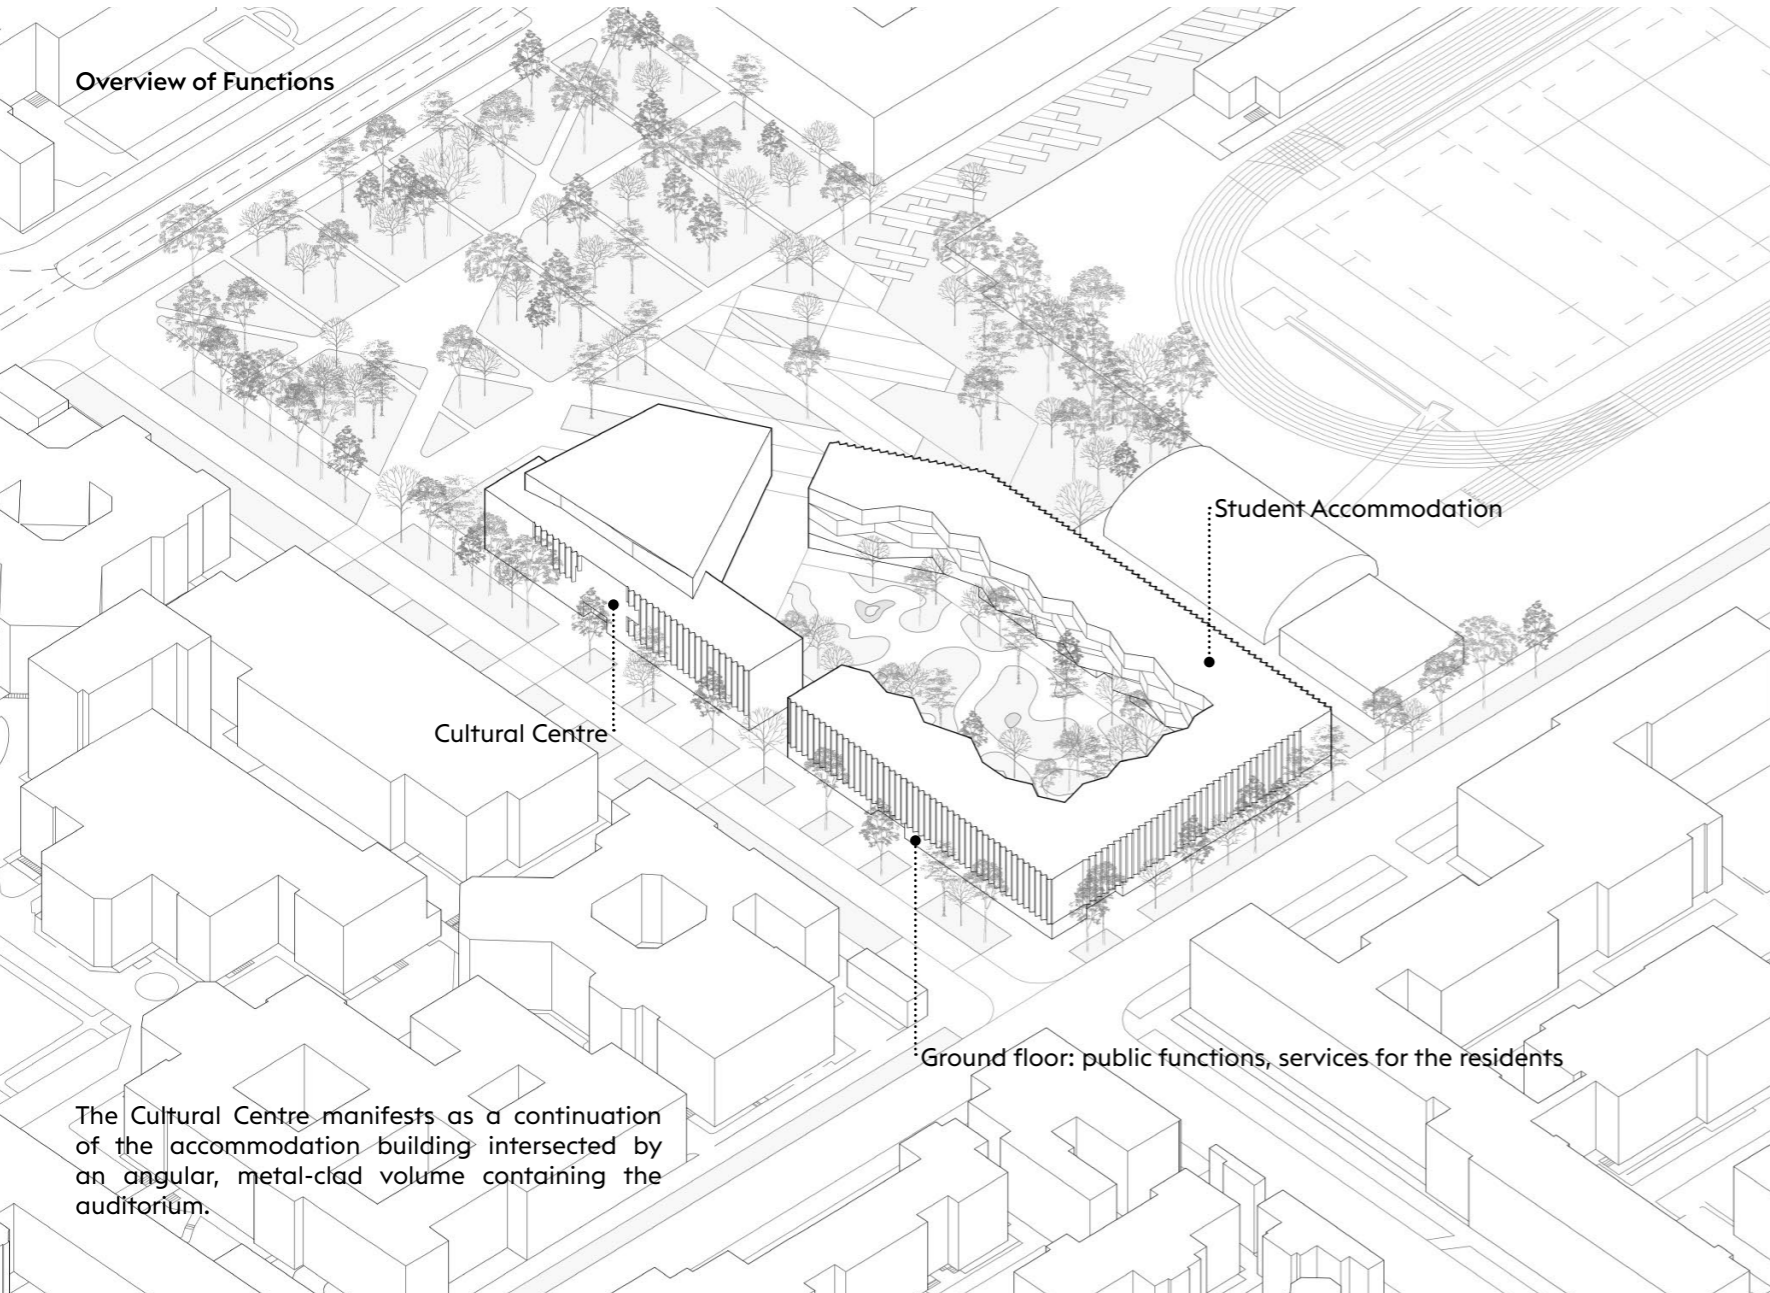 Overview of Functions
Student Accommodation
Cultural Centre
Ground floor: public functions, services for the residents
The Cultural Centre manifests as a continuation
of the accommodation building intersected by
an angular, metal-clad volume containing the
auditorium.